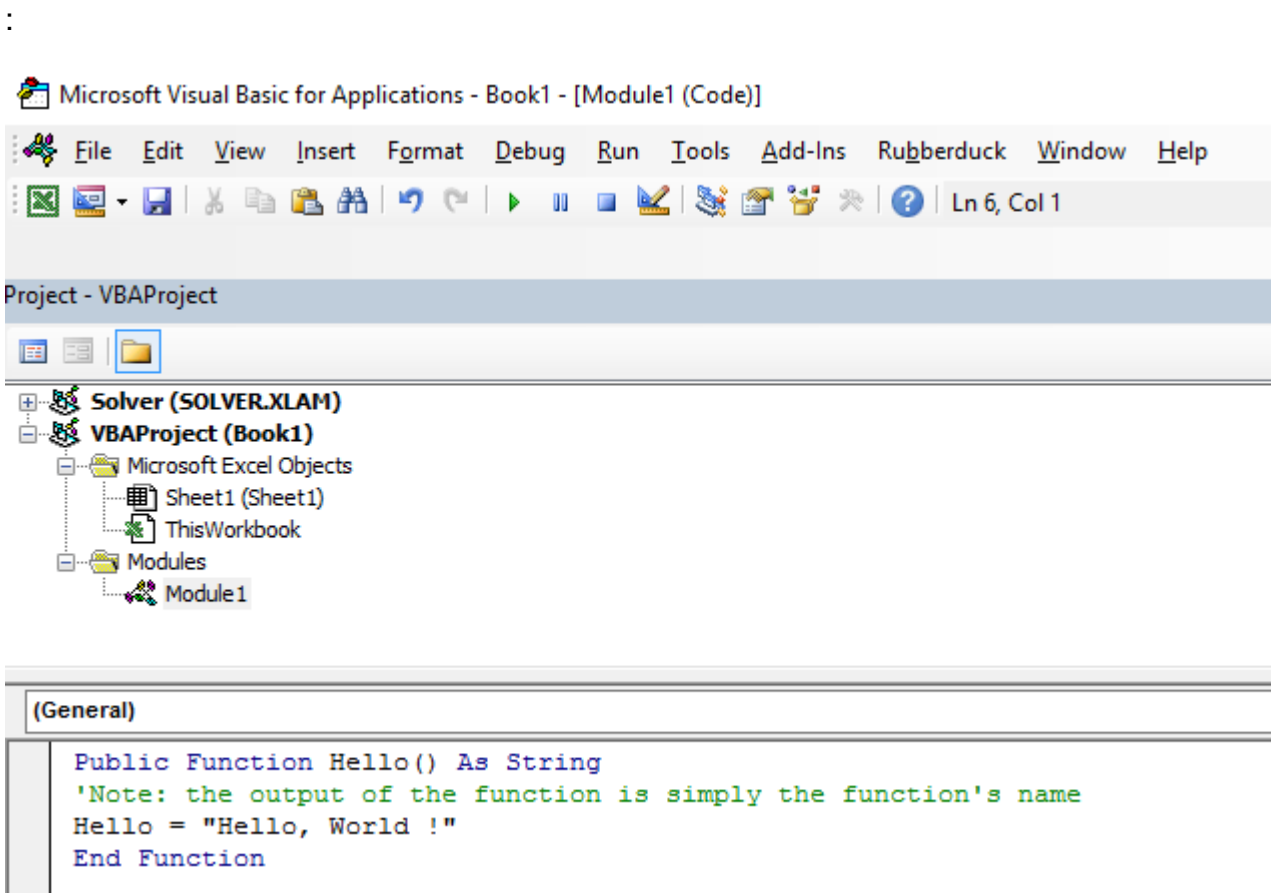 :
Microsoft Visual Basic for Applications - Book1 - [Module1 (Code)]
File Edit View Insert Format Debug Run Tools Add-Ins Rubberduck Window Help
Ln 6, Col 1
Project - VBAProject
Solver (SOLVER.XLAM)
VBAProject (Book1)
Microsoft Excel Objects
Sheet1 (Sheet1)
ThisWorkbook
Modules
Module1
(General)
Public Function Hello() As String
'Note: the output of the function is simply the function's name
Hello = "Hello, World !"
End Function